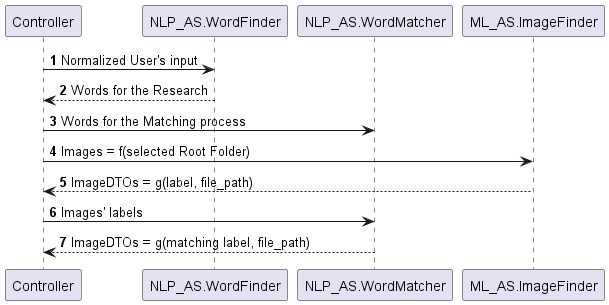 Controller NLP_AS.WordFinder NLP_AS.WordMatcher ML_AS.ImageFinder
1 Normalized User's input
2 Words for the Research
3 Words for the Matching process
4 Images = f(selected Root Folder)
5 ImageDTOs = g(label, file_path)
6 Images' labels
7 ImageDTOs = g(matching label, file_path)
Controller NLP_AS.WordFinder NLP_AS.WordMatcher ML_AS.ImageFinder